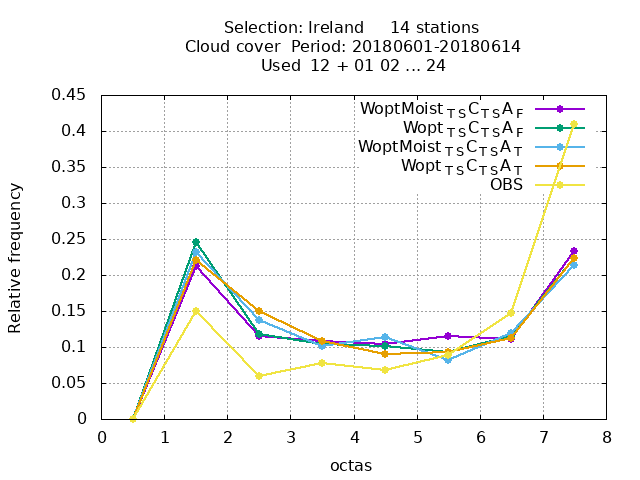 Selection: Ireland 14 stations
Cloud cover Period: 20180601-20180614
Used 12 + 01 02 ... 24
Relative frequency
0.45
0.4
0.35
0.3
0.25
0.2
0.15
0.1
0.05
0
WoptMoist TS C TS A F
Wopt TS C TS A F
WoptMoist TS C TS A T
Wopt TS C TS A T
OBS
0 1 2 3 4 5 6 7 8
octas